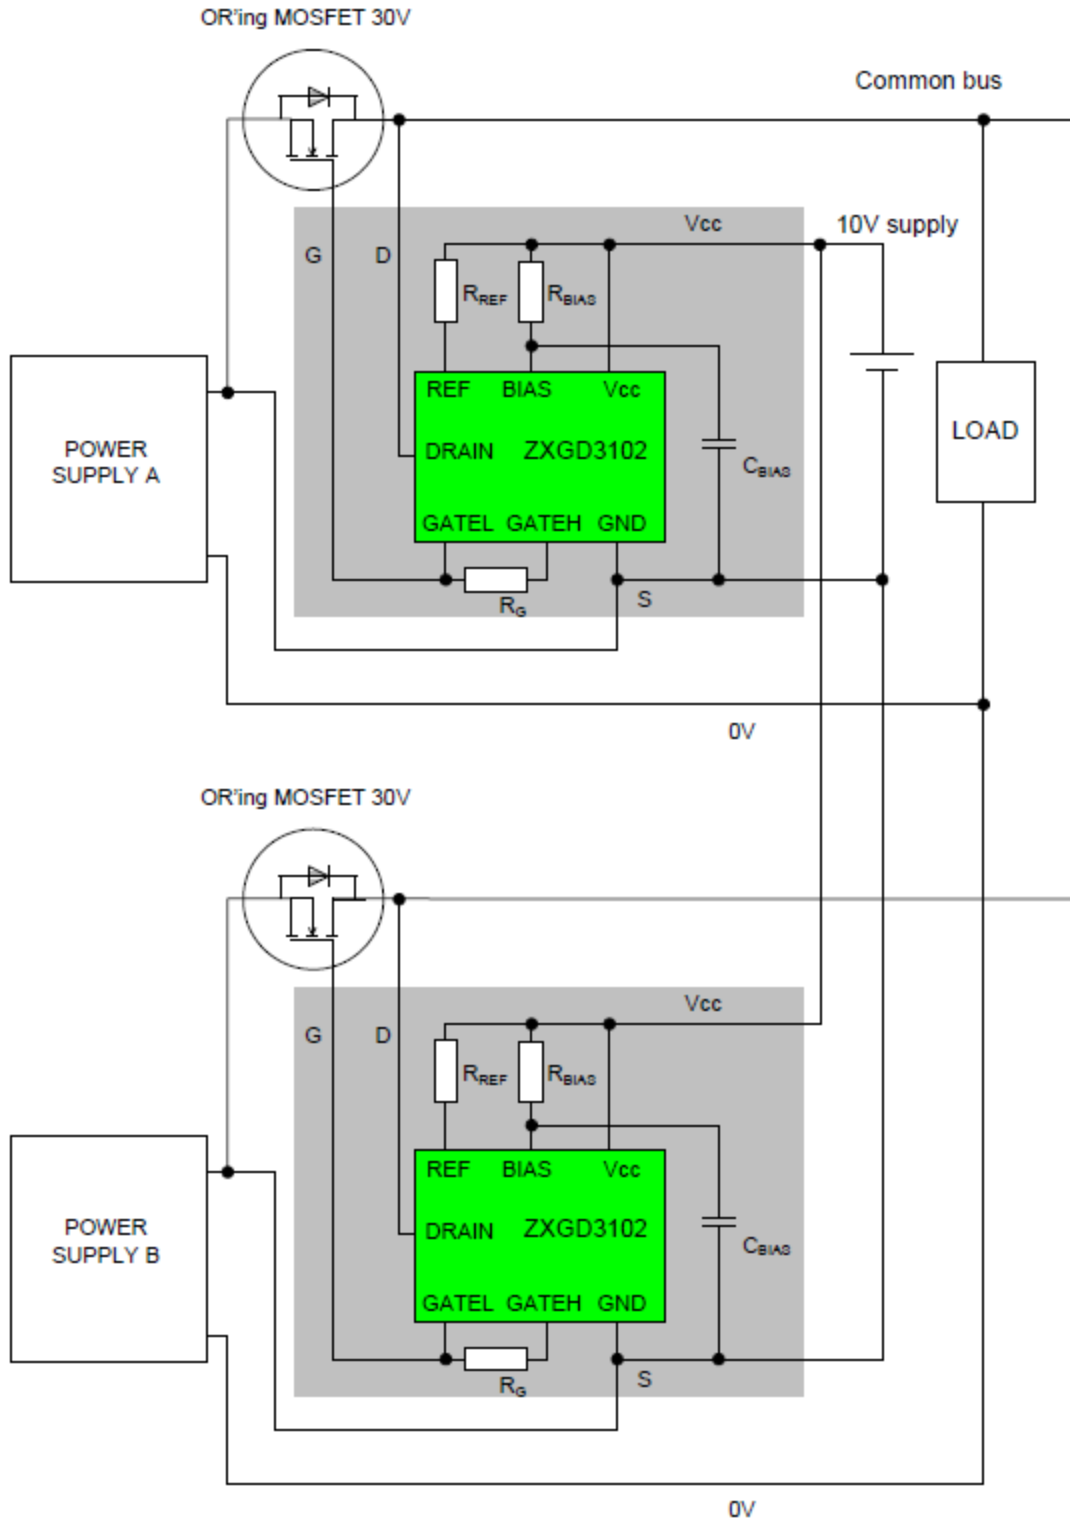 OR'ing MOSFET 30V
Common bus
Vcc
10V supply
G
D
RREF
RBIAS
REF
BIAS
Vcc
POWER
SUPPLY A
DRAIN
ZXGD3102
CBIAS
LOAD
GATEL
GATEH
GND
RG
S
0V
OR'ing MOSFET 30V
Vcc
G
D
RREF
RBIAS
REF
BIAS
Vcc
POWER
SUPPLY B
DRAIN
ZXGD3102
CBIAS
GATEL
GATEH
GND
RG
S
0V